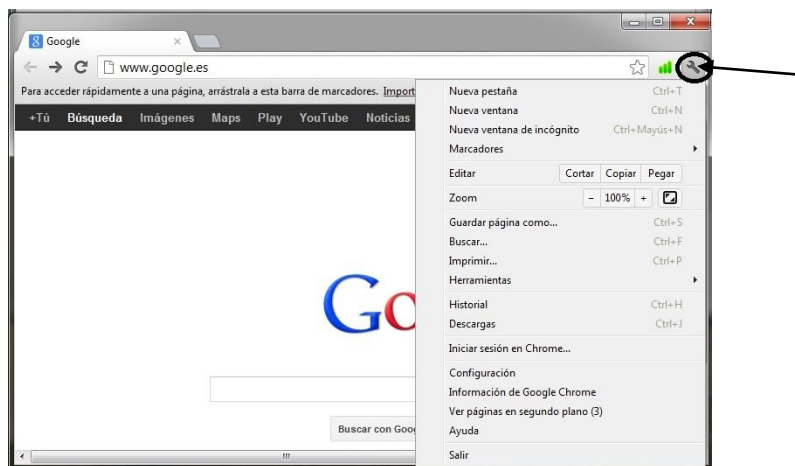 Google
www.google.es
Para acceder rápidamente a una página, arrástrala a esta barra de marcadores. Import
+Tú Búsqueda Imágenes Maps Play YouTube Noticias
Nueva pestaña Ctrl+T
Nueva ventana Ctrl+N
Nueva ventana de incógnito Ctrl+Mayús+N
Marcadores
Editar Cortar Copiar Pegar
Zoom - 100% +
Guardar página como... Ctrl+S
Buscar... Ctrl+F
Imprimir... Ctrl+P
Herramientas
Historial Ctrl+H
Descargas Ctrl+J
Iniciar sesión en Chrome...
Configuración
Información de Google Chrome
Ver páginas en segundo plano (3)
Ayuda
Salir
Go
Buscar con Goo